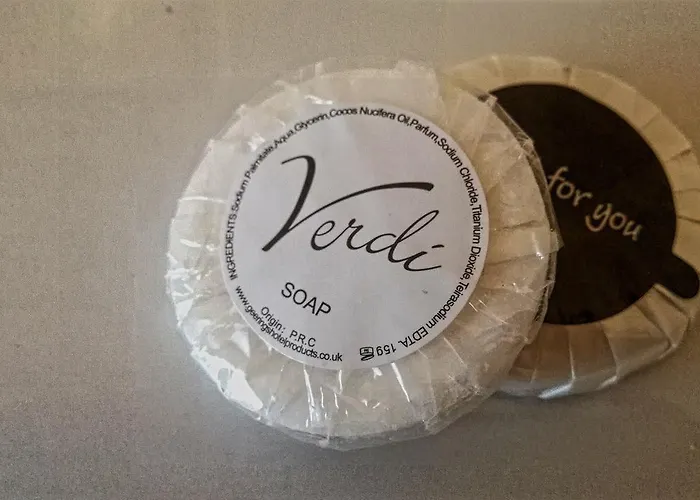 INGREDIENTS:Sodium Palmitate,Aqua,Glycerin,Cocos Nucifera Oil,Parfum,Sodium Chloride,Titanium Dioxide,Tetrasodium EDTA. 15g
Verdi
SOAP
Origin: P.R.C
www.geeringshotelproducts.co.uk
for you